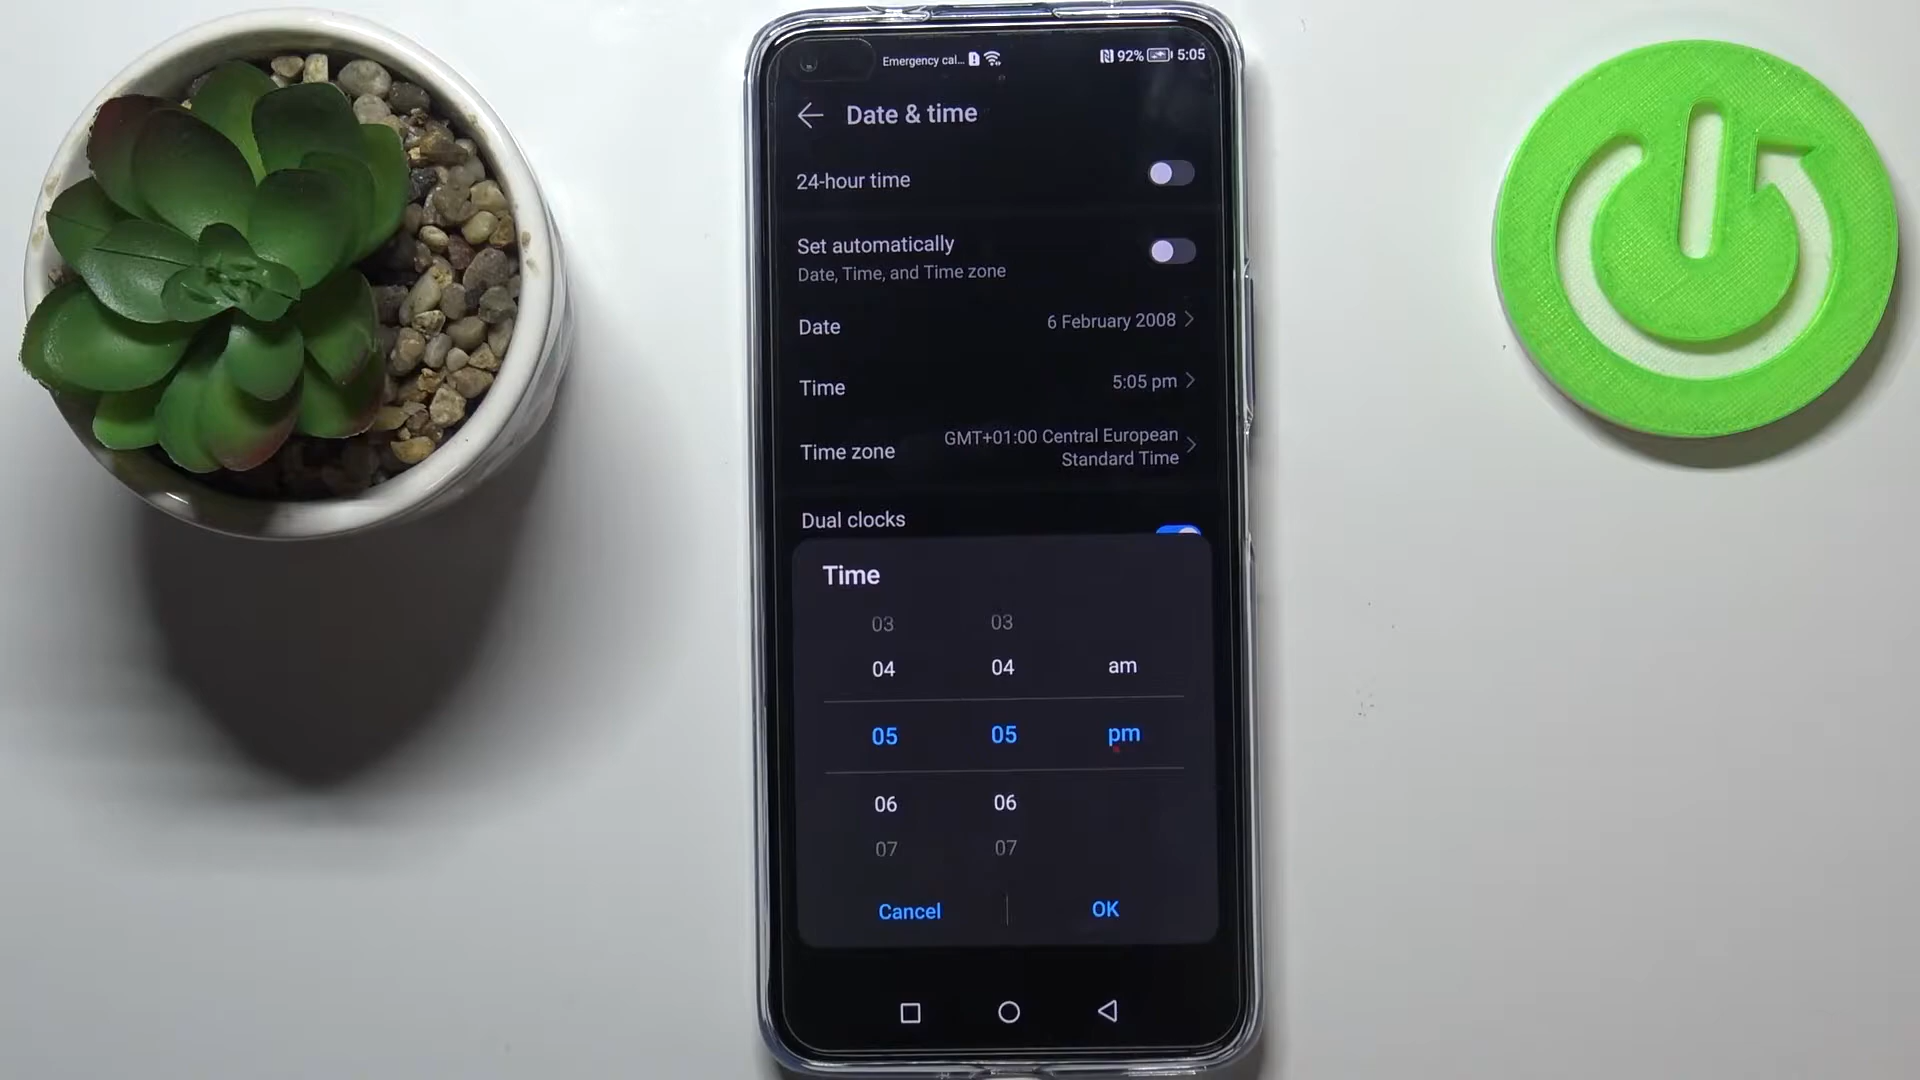 Emergency cal... 92% 5:05
Date & time
24-hour time
Set automatically
Date, Time, and Time zone
Date 6 February 2008
Time 5:05 pm
Time zone GMT+01:00 Central European
Standard Time
Dual clocks
Time
03 03
04 04 am
05 05 pm
06 06
07 07
Cancel OK